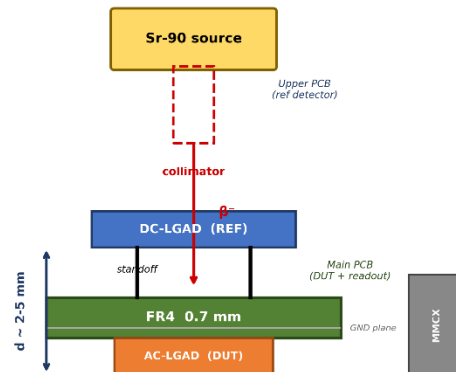 Sr-90 source
Upper PCB
(ref detector)
collimator
β⁻
DC-LGAD (REF)
standoff
Main PCB
(DUT + readout)
d ~ 2-5 mm
FR4 0.7 mm
GND plane
MMCX
AC-LGAD (DUT)